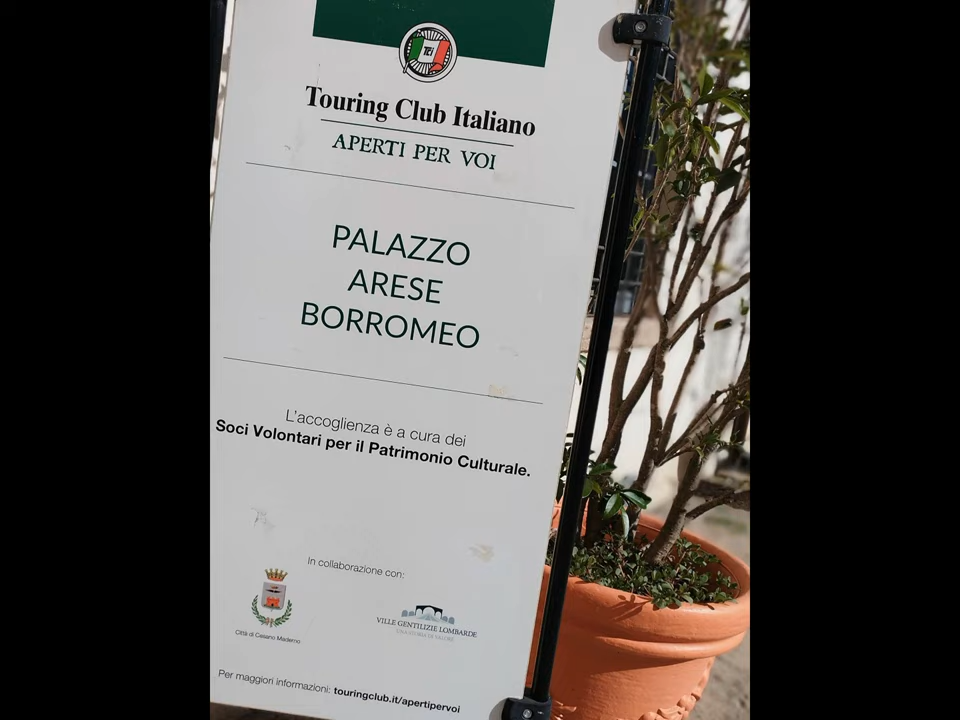 TCI
Touring Club Italiano
APERTI PER VOI
PALAZZO
ARESE
BORROMEO
L'accoglienza è a cura dei
Soci Volontari per il Patrimonio Culturale.
In collaborazione con:
Città di Cesano Maderno
VILLE GENTILIZIE LOMBARDE
Per maggiori informazioni: touringclub.it/apertipervoi